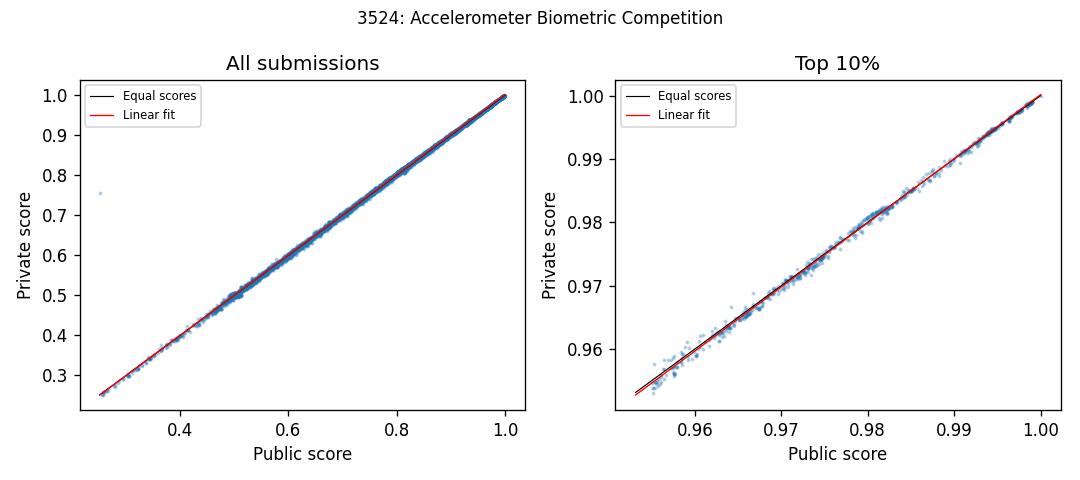 3524: Accelerometer Biometric Competition
All submissions
Equal scores
Linear fit
1.0
0.9
0.8
0.7
0.6
0.5
0.4
0.3
Private score
0.4 0.6 0.8 1.0
Public score
Top 10%
Equal scores
Linear fit
1.00
0.99
0.98
0.97
0.96
Private score
0.96 0.97 0.98 0.99 1.00
Public score